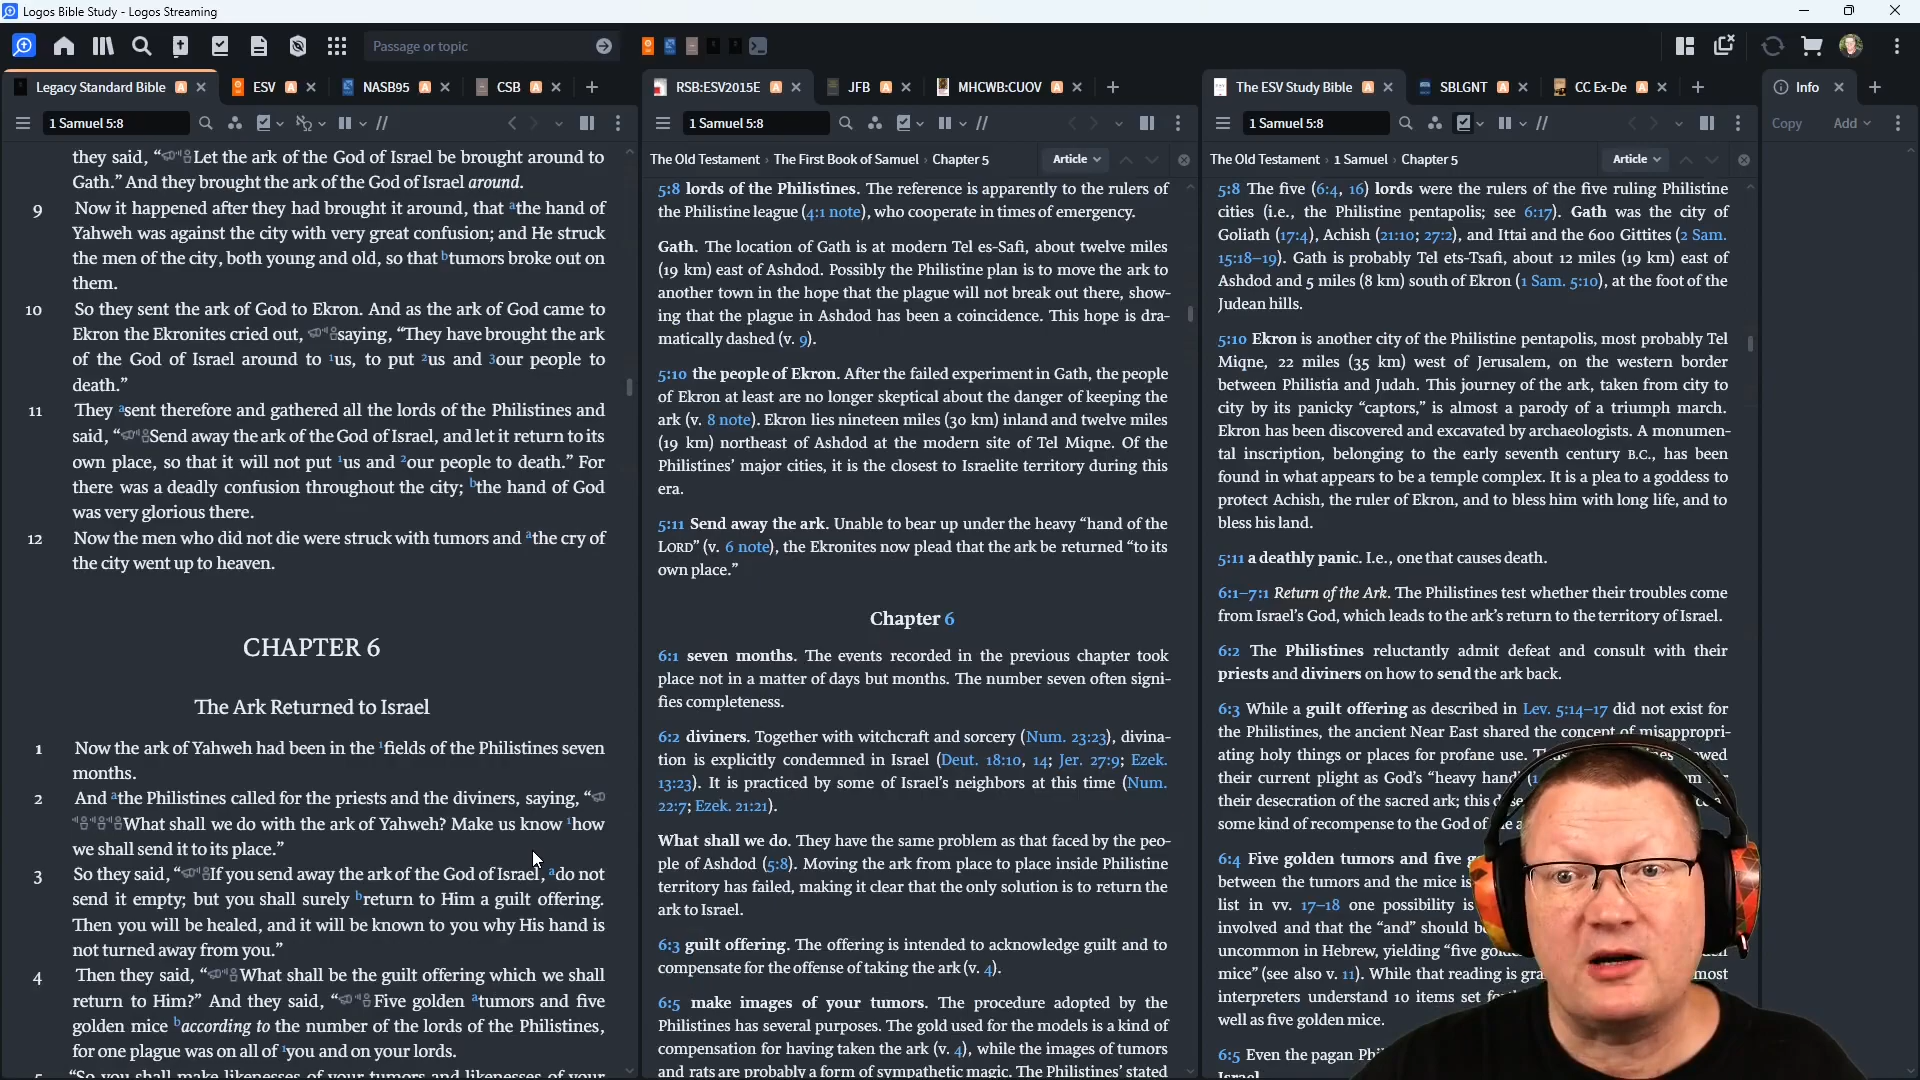 Logos Bible Study - Logos Streaming
Passage or topic
Legacy Standard Bible A
ESV A
NASB95 A
CSB A
RSB:ESV2015E A
JFB A
MHCWB:CUOV A
The ESV Study Bible A
SBLGNT A
CC Ex-De A
Info
1 Samuel 5:8
1 Samuel 5:8
1 Samuel 5:8
Copy Add
they said, “Let the ark of the God of Israel be brought around to
Gath.” And they brought the ark of the God of Israel around.
9 Now it happened after they had brought it around, that ᵃthe hand of
Yahweh was against the city with very great confusion; and He struck
the men of the city, both young and old, so that ᵇtumors broke out on
them.
10 So they sent the ark of God to Ekron. And as the ark of God came to
Ekron the Ekronites cried out, saying, “They have brought the ark
of the God of Israel around to ¹us, to put ²us and ³our people to
death.”
11 They ᵃsent therefore and gathered all the lords of the Philistines and
said, “Send away the ark of the God of Israel, and let it return to its
own place, so that it will not put ¹us and ²our people to death.” For
there was a deadly confusion throughout the city; ᵇthe hand of God
was very glorious there.
12 Now the men who did not die were struck with tumors and ᵃthe cry of
the city went up to heaven.
CHAPTER 6
The Ark Returned to Israel
1 Now the ark of Yahweh had been in the ¹fields of the Philistines seven
months.
2 And ᵃthe Philistines called for the priests and the diviners, saying, “
What shall we do with the ark of Yahweh? Make us know ¹how
we shall send it to its place.”
3 So they said, “If you send away the ark of the God of Israel, ᵃdo not
send it empty; but you shall surely ᵇreturn to Him a guilt offering.
Then you will be healed, and it will be known to you why His hand is
not turned away from you.”
4 Then they said, “What shall be the guilt offering which we shall
return to Him?” And they said, “Five golden ᵃtumors and five
golden mice ᵇaccording to the number of the lords of the Philistines,
for one plague was on all of ¹you and on your lords.
“So you shall make likenesses of your tumors and likenesses of your
The Old Testament › The First Book of Samuel › Chapter 5 Article
5:8 lords of the Philistines. The reference is apparently to the rulers of
the Philistine league (4:1 note), who cooperate in times of emergency.
Gath. The location of Gath is at modern Tel es-Safi, about twelve miles
(19 km) east of Ashdod. Possibly the Philistine plan is to move the ark to
another town in the hope that the plague will not break out there, show-
ing that the plague in Ashdod has been a coincidence. This hope is dra-
matically dashed (v. 9).
5:10 the people of Ekron. After the failed experiment in Gath, the people
of Ekron at least are no longer skeptical about the danger of keeping the
ark (v. 8 note). Ekron lies nineteen miles (30 km) inland and twelve miles
(19 km) northeast of Ashdod at the modern site of Tel Miqne. Of the
Philistines’ major cities, it is the closest to Israelite territory during this
era.
5:11 Send away the ark. Unable to bear up under the heavy “hand of the
LORD” (v. 6 note), the Ekronites now plead that the ark be returned “to its
own place.”
Chapter 6
6:1 seven months. The events recorded in the previous chapter took
place not in a matter of days but months. The number seven often signi-
fies completeness.
6:2 diviners. Together with witchcraft and sorcery (Num. 23:23), divina-
tion is explicitly condemned in Israel (Deut. 18:10, 14; Jer. 27:9; Ezek.
13:23). It is practiced by some of Israel’s neighbors at this time (Num.
22:7; Ezek. 21:21).
What shall we do. They have the same problem as that faced by the peo-
ple of Ashdod (5:8). Moving the ark from place to place inside Philistine
territory has failed, making it clear that the only solution is to return the
ark to Israel.
6:3 guilt offering. The offering is intended to acknowledge guilt and to
compensate for the offense of taking the ark (v. 4).
6:5 make images of your tumors. The procedure adopted by the
Philistines has several purposes. The gold used for the models is a kind of
compensation for having taken the ark (v. 4), while the images of tumors
and rats are probably a form of sympathetic magic. The Philistines’ stated
The Old Testament › 1 Samuel › Chapter 5 Article
5:8 The five (6:4, 16) lords were the rulers of the five ruling Philistine
cities (i.e., the Philistine pentapolis; see 6:17). Gath was the city of
Goliath (17:4), Achish (21:10; 27:2), and Ittai and the 600 Gittites (2 Sam.
15:18–19). Gath is probably Tel ets-Tsafi, about 12 miles (19 km) east of
Ashdod and 5 miles (8 km) south of Ekron (1 Sam. 5:10), at the foot of the
Judean hills.
5:10 Ekron is another city of the Philistine pentapolis, most probably Tel
Miqne, 22 miles (35 km) west of Jerusalem, on the western border
between Philistia and Judah. This journey of the ark, taken from city to
city by its panicky “captors,” is almost a parody of a triumph march.
Ekron has been discovered and excavated by archaeologists. A monumen-
tal inscription, belonging to the early seventh century B.C., has been
found in what appears to be a temple complex. It is a plea to a goddess to
protect Achish, the ruler of Ekron, and to bless him with long life, and to
bless his land.
5:11 a deathly panic. I.e., one that causes death.
6:1–7:1 Return of the Ark. The Philistines test whether their troubles come
from Israel’s God, which leads to the ark’s return to the territory of Israel.
6:2 The Philistines reluctantly admit defeat and consult with their
priests and diviners on how to send the ark back.
6:3 While a guilt offering as described in Lev. 5:14–17 did not exist for
the Philistines, the ancient Near East shared the concept of misappropri-
ating holy things or places for profane use.
their current plight as God’s “heavy hand”
their desecration of the sacred ark; this
some kind of recompense to the God of
6:4 Five golden tumors and five
between the tumors and the mice is
list in vv. 17–18 one possibility is
involved and that the “and” should
uncommon in Hebrew, yielding “five
mice” (see also v. 11). While that reading is most
interpreters understand 10 items set
well as five golden mice.
6:5 Even the pagan
Israel